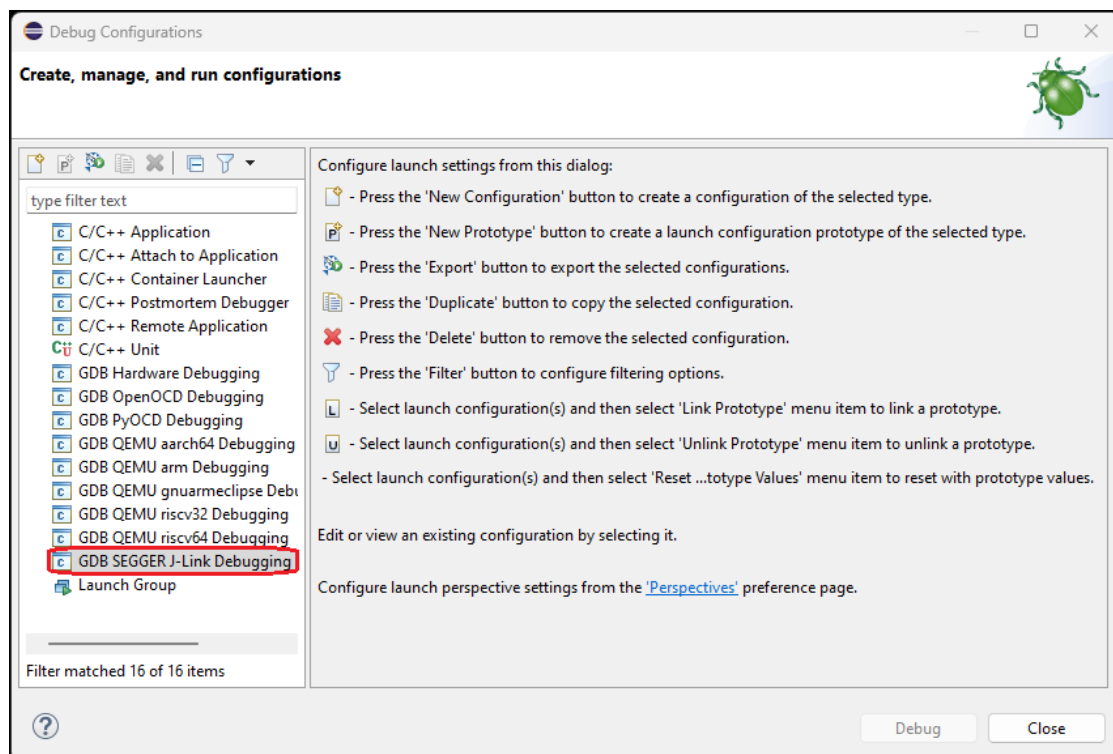 Debug Configurations
Create, manage, and run configurations
type filter text
C/C++ Application
C/C++ Attach to Application
C/C++ Container Launcher
C/C++ Postmortem Debugger
C/C++ Remote Application
C/C++ Unit
GDB Hardware Debugging
GDB OpenOCD Debugging
GDB PyOCD Debugging
GDB QEMU aarch64 Debugging
GDB QEMU arm Debugging
GDB QEMU gnuarmeclipse Debu
GDB QEMU riscv32 Debugging
GDB QEMU riscv64 Debugging
GDB SEGGER J-Link Debugging
Launch Group
Filter matched 16 of 16 items
Configure launch settings from this dialog:
- Press the 'New Configuration' button to create a configuration of the selected type.
- Press the 'New Prototype' button to create a launch configuration prototype of the selected type.
- Press the 'Export' button to export the selected configurations.
- Press the 'Duplicate' button to copy the selected configuration.
- Press the 'Delete' button to remove the selected configuration.
- Press the 'Filter' button to configure filtering options.
- Select launch configuration(s) and then select 'Link Prototype' menu item to link a prototype.
- Select launch configuration(s) and then select 'Unlink Prototype' menu item to unlink a prototype.
- Select launch configuration(s) and then select 'Reset ...totype Values' menu item to reset with prototype values.
Edit or view an existing configuration by selecting it.
Configure launch perspective settings from the 'Perspectives' preference page.
Debug
Close